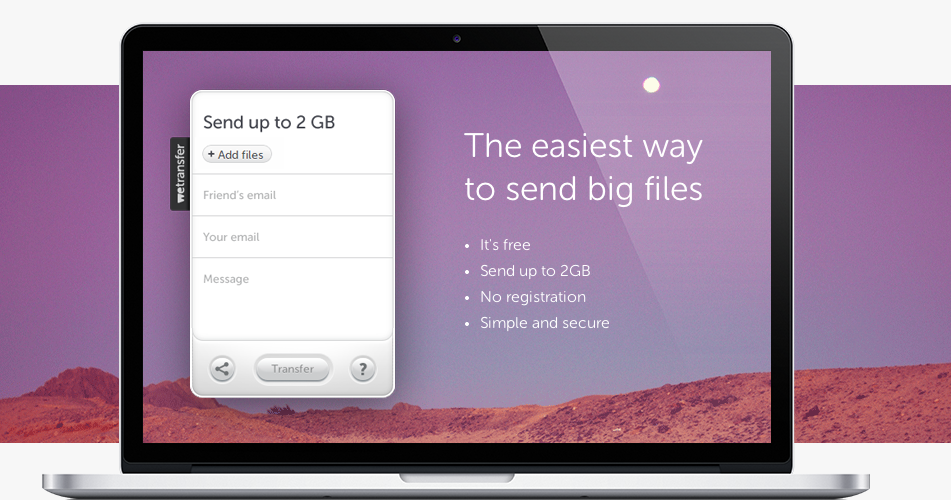 Send up to 2 GB
+ Add files
wetransfer
Friend's email
Your email
Message
Transfer
?
The easiest way
to send big files
• It's free
• Send up to 2GB
• No registration
• Simple and secure